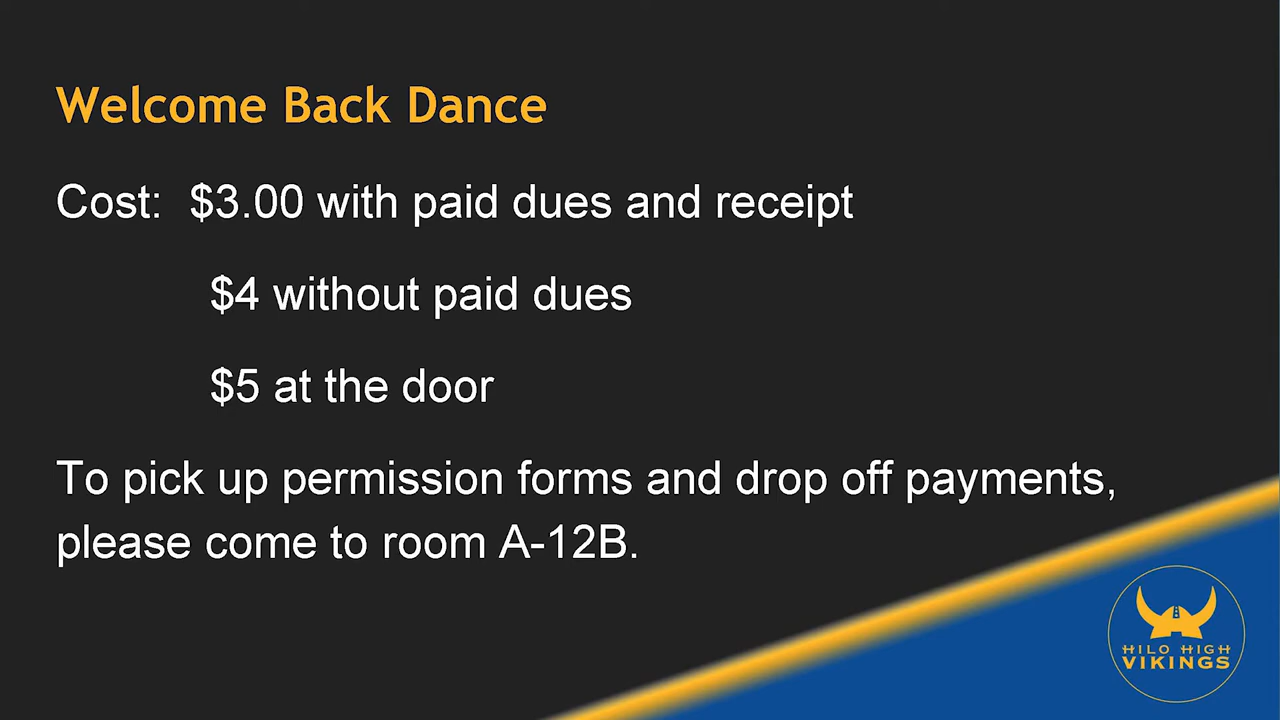 Welcome Back Dance
Cost: $3.00 with paid dues and receipt
$4 without paid dues
$5 at the door
To pick up permission forms and drop off payments,
please come to room A-12B.
HILO HIGH
VIKINGS